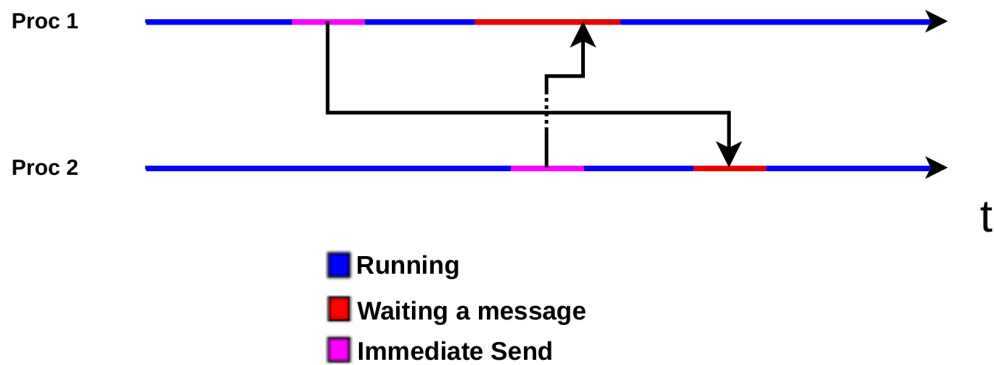 Proc 1
Proc 2
t
Running
Waiting a message
Immediate Send